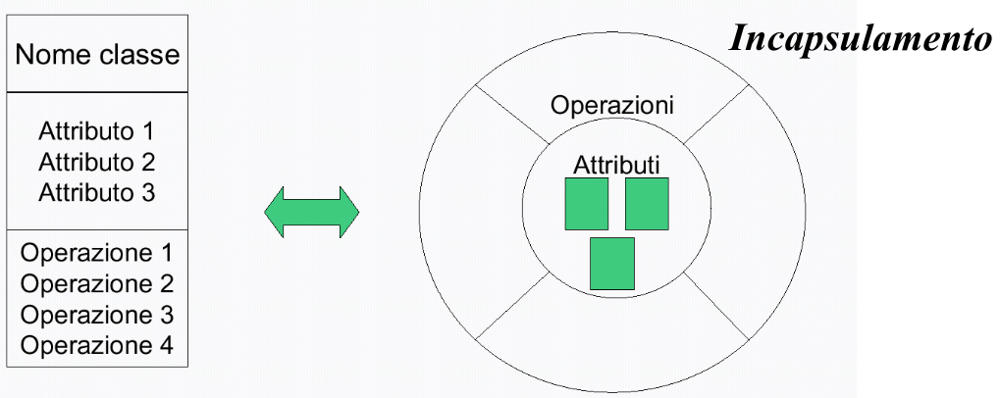 Nome classe
Attributo 1
Attributo 2
Attributo 3
Operazione 1
Operazione 2
Operazione 3
Operazione 4
Incapsulamento
Operazioni
Attributi